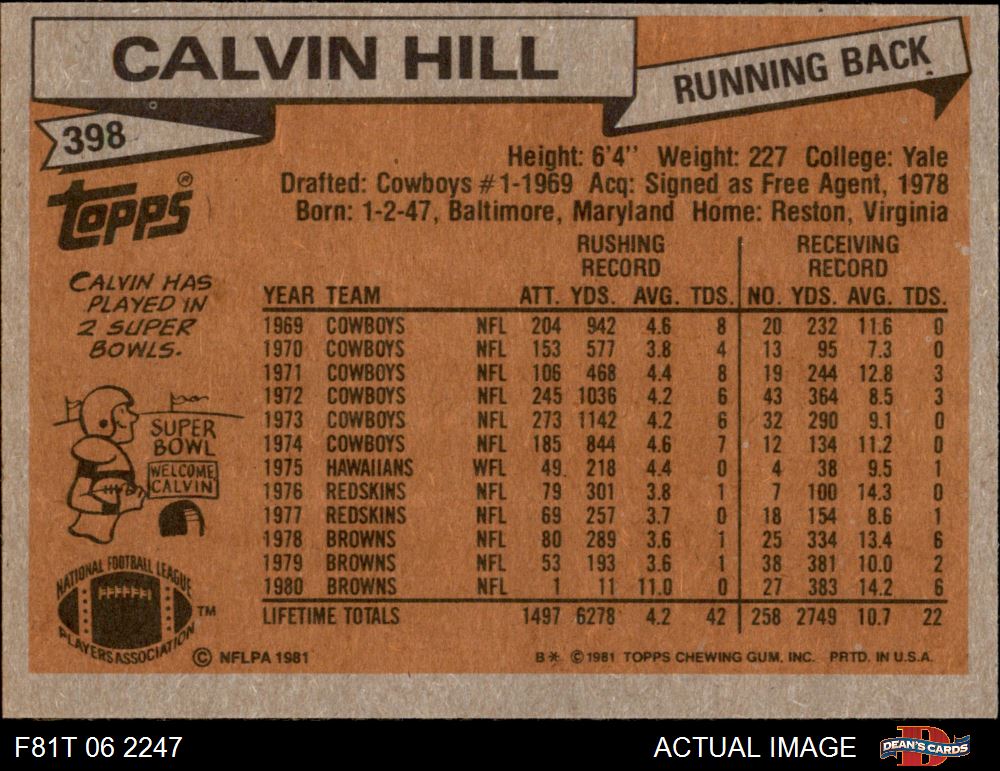 CALVIN HILL
RUNNING BACK
398
Topps®
Height: 6'4'' Weight: 227 College: Yale
Drafted: Cowboys #1-1969 Acq: Signed as Free Agent, 1978
Born: 1-2-47, Baltimore, Maryland Home: Reston, Virginia
CALVIN HAS
PLAYED IN
2 SUPER
BOWLS.
SUPER
BOWL
WELCOME
CALVIN
RUSHING RECEIVING
RECORD RECORD
YEAR TEAM ATT. YDS. AVG. TDS. NO. YDS. AVG. TDS.
1969 COWBOYS NFL 204 942 4.6 8 20 232 11.6 0
1970 COWBOYS NFL 153 577 3.8 4 13 95 7.3 0
1971 COWBOYS NFL 106 468 4.4 8 19 244 12.8 3
1972 COWBOYS NFL 245 1036 4.2 6 43 364 8.5 3
1973 COWBOYS NFL 273 1142 4.2 6 32 290 9.1 0
1974 COWBOYS NFL 185 844 4.6 7 12 134 11.2 0
1975 HAWAIIANS WFL 49 218 4.4 0 4 38 9.5 1
1976 REDSKINS NFL 79 301 3.8 1 7 100 14.3 0
1977 REDSKINS NFL 69 257 3.7 0 18 154 8.6 1
1978 BROWNS NFL 80 289 3.6 1 25 334 13.4 6
1979 BROWNS NFL 53 193 3.6 1 38 381 10.0 2
1980 BROWNS NFL 1 11 11.0 0 27 383 14.2 6
LIFETIME TOTALS 1497 6278 4.2 42 258 2749 10.7 22
NATIONAL FOOTBALL LEAGUE
PLAYERS ASSOCIATION
TM
© NFLPA 1981
B* © 1981 TOPPS CHEWING GUM, INC. PRTD. IN U.S.A.
F81T 06 2247
ACTUAL IMAGE
DEAN'S CARDS